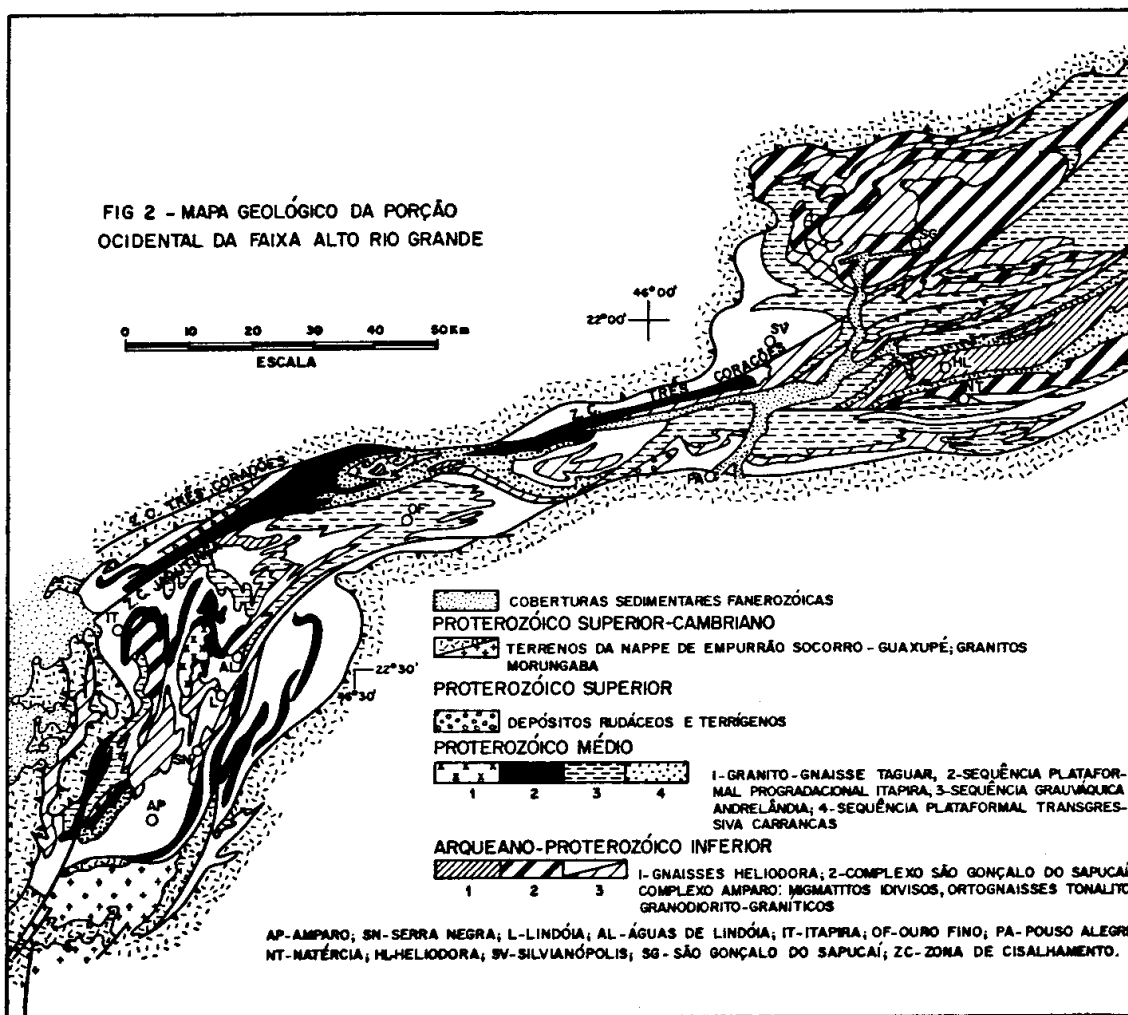 FIG 2 - MAPA GEOLÓGICO DA PORÇÃO
OCIDENTAL DA FAIXA ALTO RIO GRANDE
0 10 20 30 40 50 Km
ESCALA
46°00'
22°00'
SG
SV
HL
NT
Z.C. TRÊS CORAÇÕES
PA
Z.C. TRÊS CORAÇÕES
OF
Z.C. JACUTINGA
IT
AL
L
22°30'
46°30'
SN
AP
COBERTURAS SEDIMENTARES FANEROZÓICAS
PROTEROZÓICO SUPERIOR-CAMBRIANO
TERRENOS DA NAPPE DE EMPURRÃO SOCORRO - GUAXUPÉ; GRANITOS
MORUNGABA
PROTEROZÓICO SUPERIOR
DEPÓSITOS RUDÁCEOS E TERRÍGENOS
PROTEROZÓICO MÉDIO
1 2 3 4
1-GRANITO-GNAISSE TAGUAR, 2-SEQUÊNCIA PLATAFOR-
MAL PROGRADACIONAL ITAPIRA, 3-SEQUÊNCIA GRAUVÁQUICA
ANDRELÂNDIA; 4-SEQUÊNCIA PLATAFORMAL TRANSGRES-
SIVA CARRANCAS
ARQUEANO-PROTEROZÓICO INFERIOR
1 2 3
1-GNAISSES HELIODORA; 2-COMPLEXO SÃO GONÇALO DO SAPUCAÍ
COMPLEXO AMPARO: MIGMATITOS IDIVISOS, ORTOGNAISSES TONALITO
GRANODIORITO-GRANÍTICOS
AP-AMPARO; SN-SERRA NEGRA; L-LINDÓIA; AL-ÁGUAS DE LINDÓIA; IT-ITAPIRA; OF-OURO FINO; PA-POUSO ALEGRE
NT-NATÉRCIA; HL-HELIODORA; SV-SILVIANÓPOLIS; SG-SÃO GONÇALO DO SAPUCAÍ; ZC-ZONA DE CISALHAMENTO.